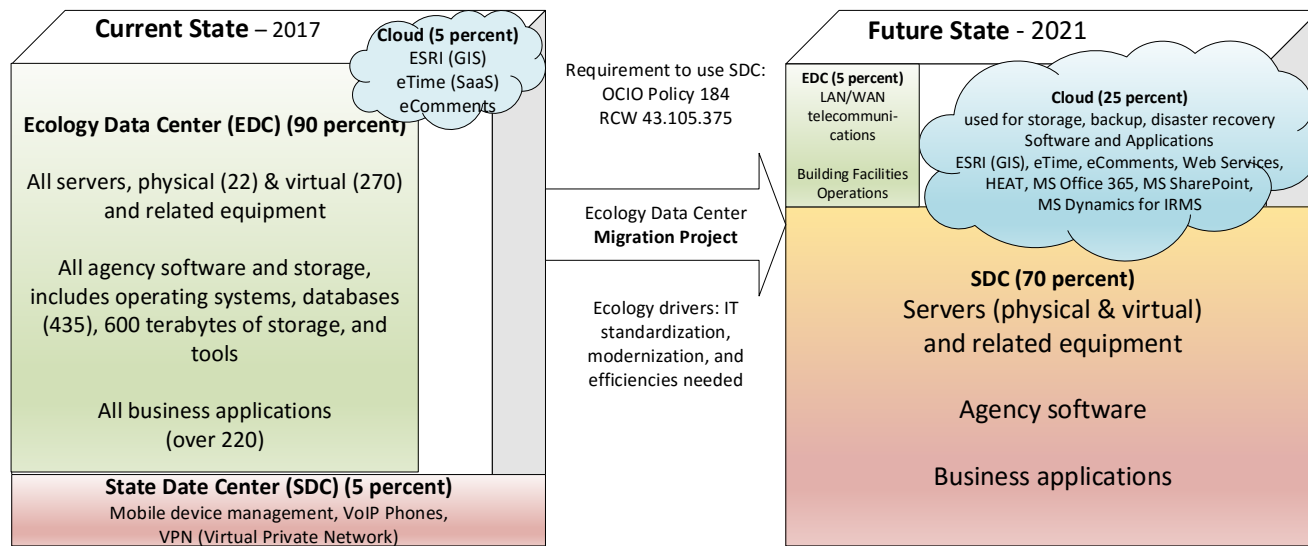 Current State – 2017
Cloud (5 percent)
ESRI (GIS)
eTime (SaaS)
eComments
Ecology Data Center (EDC) (90 percent)
All servers, physical (22) & virtual (270)
and related equipment
All agency software and storage,
includes operating systems, databases
(435), 600 terabytes of storage, and
tools
All business applications
(over 220)
State Date Center (SDC) (5 percent)
Mobile device management, VoIP Phones,
VPN (Virtual Private Network)
Requirement to use SDC:
OCIO Policy 184
RCW 43.105.375
Ecology Data Center
Migration Project
Ecology drivers: IT
standardization,
modernization, and
efficiencies needed
Future State - 2021
EDC (5 percent)
LAN/WAN
telecommuni-
cations
Building Facilities
Operations
Cloud (25 percent)
used for storage, backup, disaster recovery
Software and Applications
ESRI (GIS), eTime, eComments, Web Services,
HEAT, MS Office 365, MS SharePoint,
MS Dynamics for IRMS
SDC (70 percent)
Servers (physical & virtual)
and related equipment
Agency software
Business applications